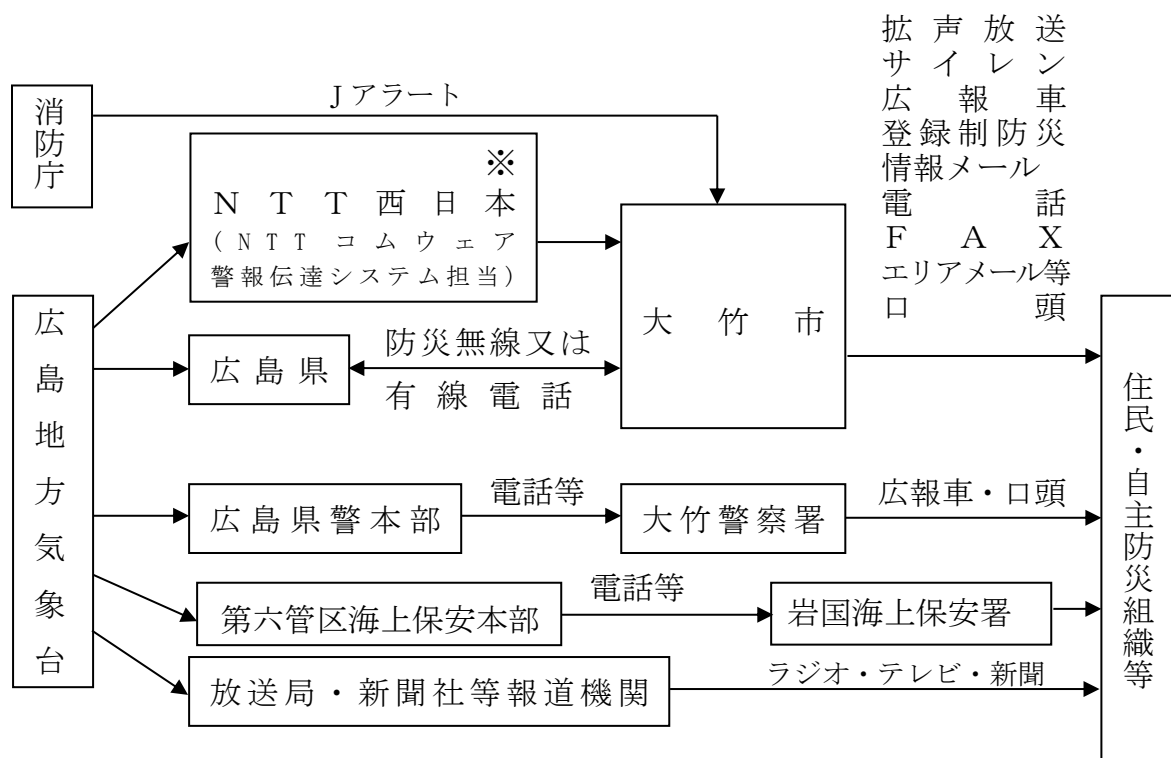 拡声放送
サイレン
広報車
登録制防災
情報メール
電話
ＦＡＸ
エリアメール等
口頭
Ｊアラート
消防庁
※
ＮＴＴ西日本
(NTTコムウェア
警報伝達システム担当)
大竹市
広島地方気象台
広島県
防災無線又は
有線電話
住民・自主防災組織等
広島県警本部
電話等
大竹警察署
広報車・口頭
第六管区海上保安本部
電話等
岩国海上保安署
放送局・新聞社等報道機関
ラジオ・テレビ・新聞